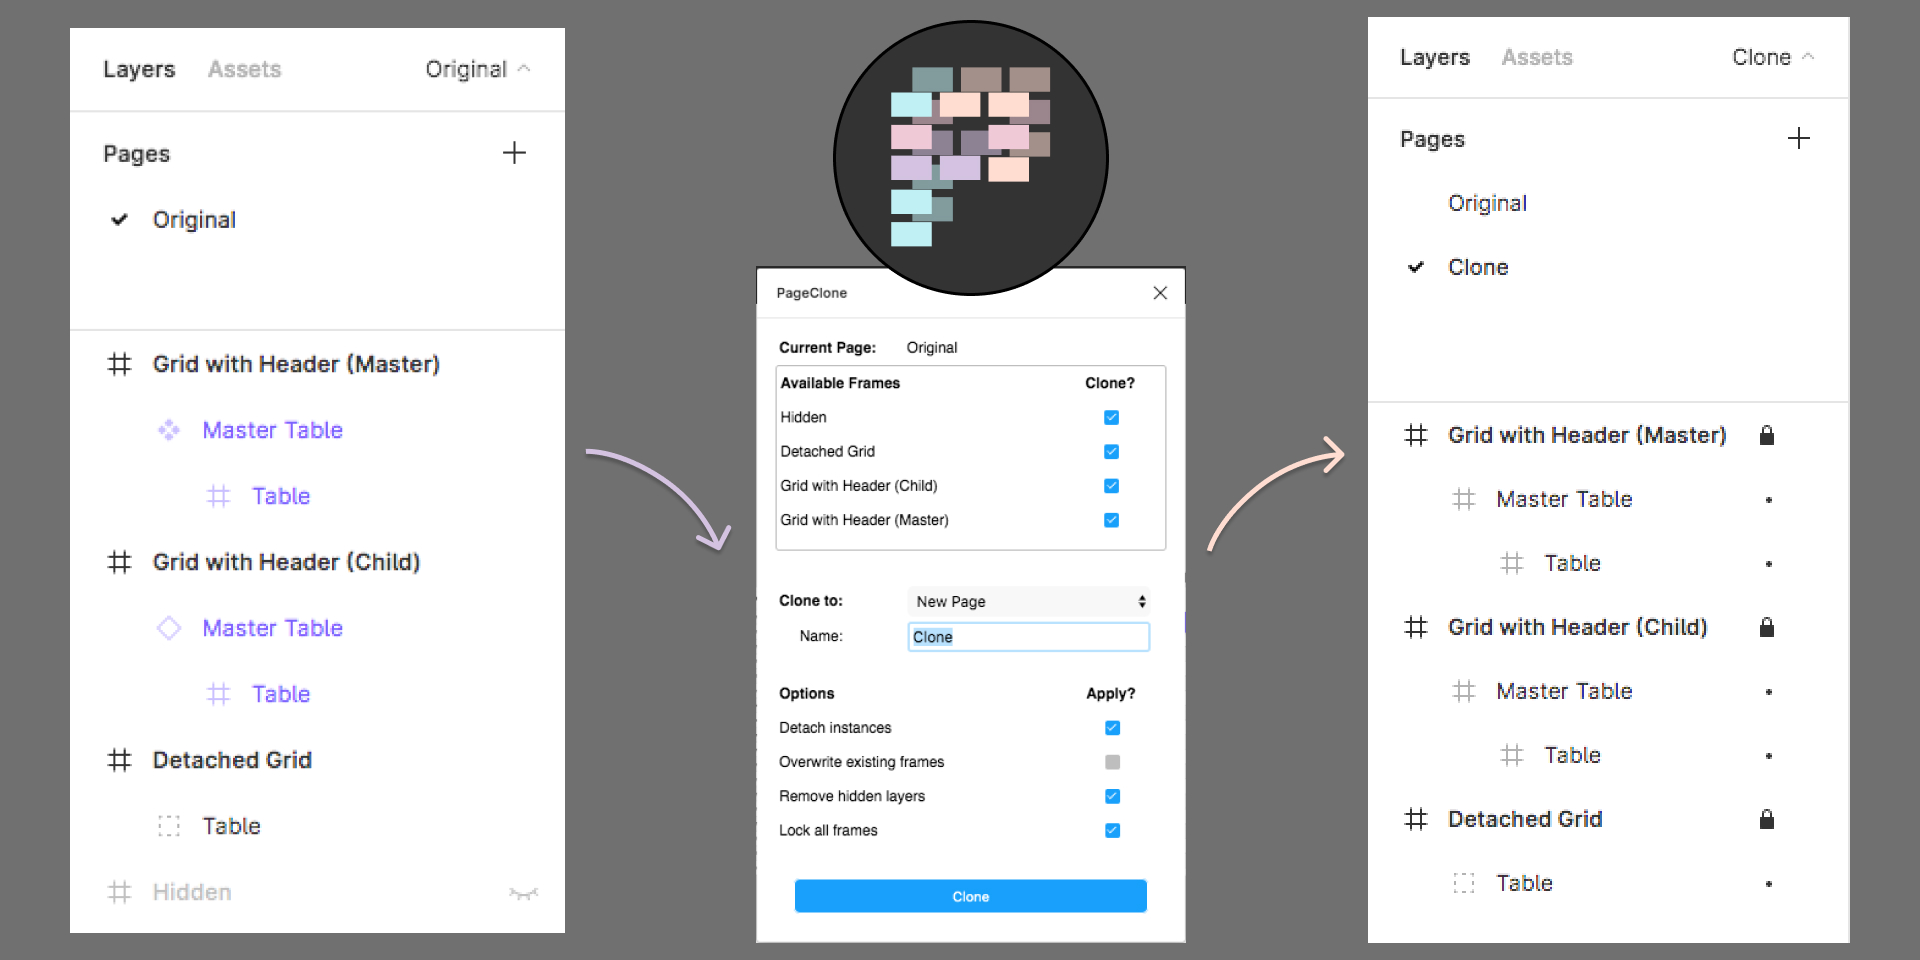 Layers Assets Original
Pages
Original
Grid with Header (Master)
Master Table
Table
Grid with Header (Child)
Master Table
Table
Detached Grid
Table
Hidden
PageClone
Current Page: Original
Available Frames Clone?
Hidden
Detached Grid
Grid with Header (Child)
Grid with Header (Master)
Clone to: New Page
Name: Clone
Options Apply?
Detach instances
Overwrite existing frames
Remove hidden layers
Lock all frames
Clone
Layers Assets Clone
Pages
Original
Clone
Grid with Header (Master)
Master Table
Table
Grid with Header (Child)
Master Table
Table
Detached Grid
Table